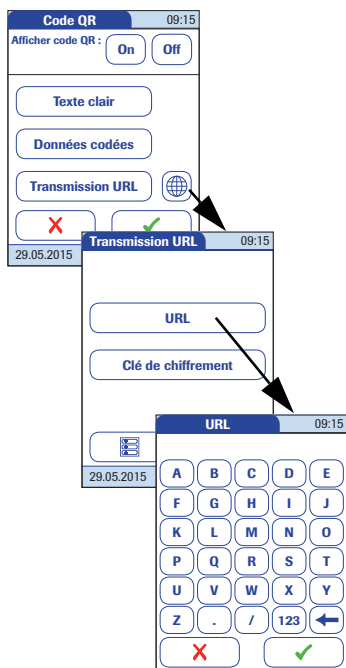 Code QR 09:15
Afficher code QR : On Off
Texte clair
Données codées
Transmission URL
29.05.2015
Transmission URL 09:15
URL
Clé de chiffrement
29.05.2015
URL 09:15
A B C D E
F G H I J
K L M N O
P Q R S T
U V W X Y
Z . / 123